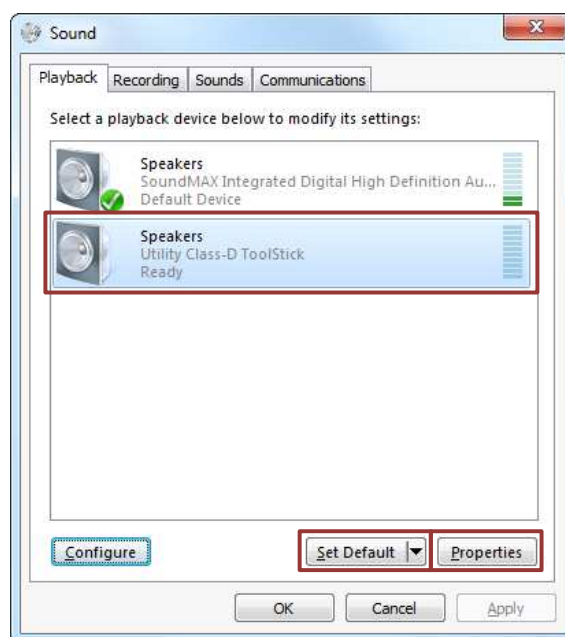 Sound
Playback Recording Sounds Communications
Select a playback device below to modify its settings:
Speakers
SoundMAX Integrated Digital High Definition Au...
Default Device
Speakers
Utility Class-D ToolStick
Ready
Configure Set Default Properties
OK Cancel Apply